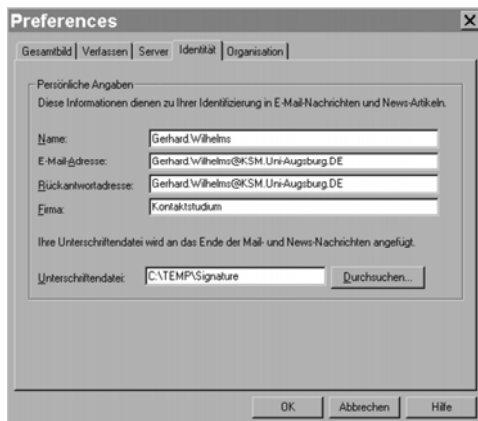 Preferences
Gesamtbild Verfassen Server Identität Organisation
Persönliche Angaben
Diese Informationen dienen zu Ihrer Identifizierung in E-Mail-Nachrichten und News-Artikeln.
Name: Gerhard.Wilhelms
E-Mail-Adresse: Gerhard.Wilhelms@KSM.Uni-Augsburg.DE
Rückantwortadresse: Gerhard.Wilhelms@KSM.Uni-Augsburg.DE
Firma: Kontaktstudium
Ihre Unterschriftendatei wird an das Ende der Mail- und News-Nachrichten angefügt.
Unterschriftendatei: C:\TEMP\Signature Durchsuchen...
OK Abbrechen Hilfe